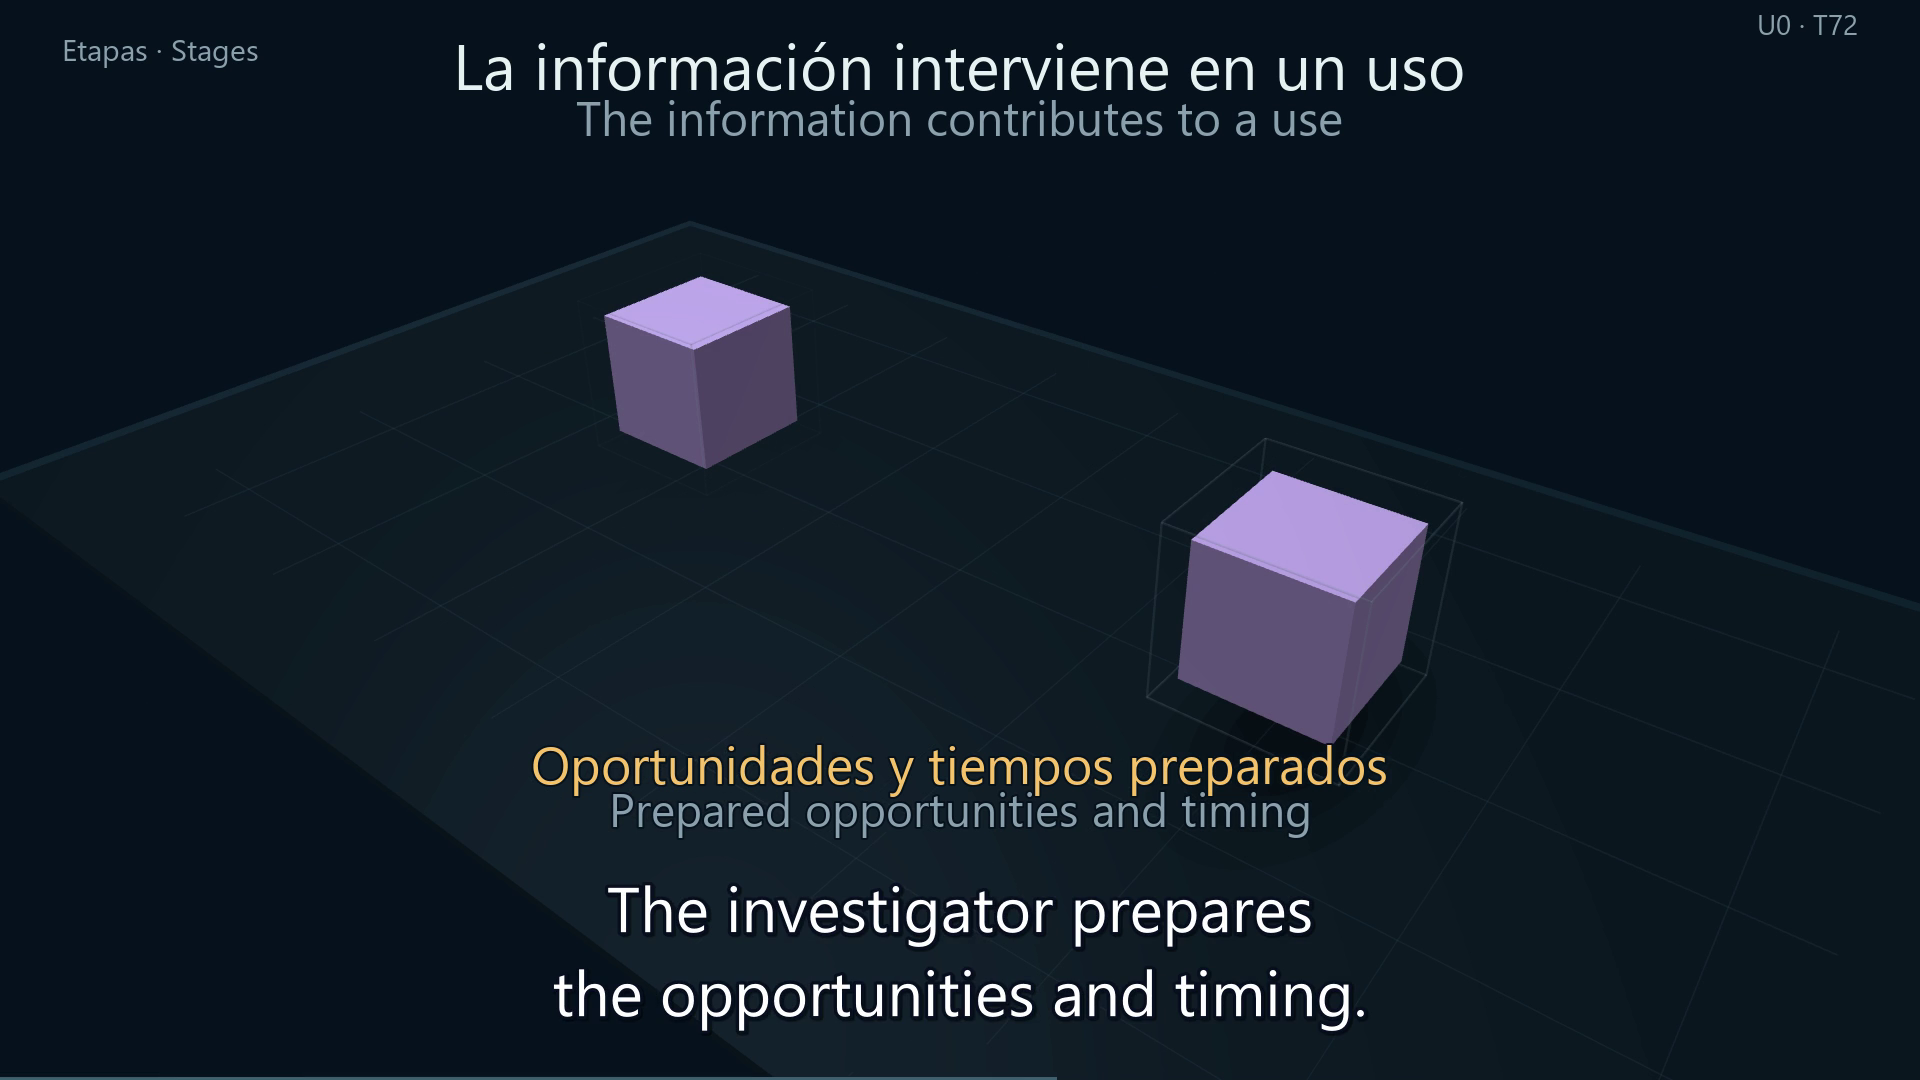 Etapas · Stages
U0 · T72
La información interviene en un uso
The information contributes to a use
Oportunidades y tiempos preparados
Prepared opportunities and timing
The investigator prepares
the opportunities and timing.